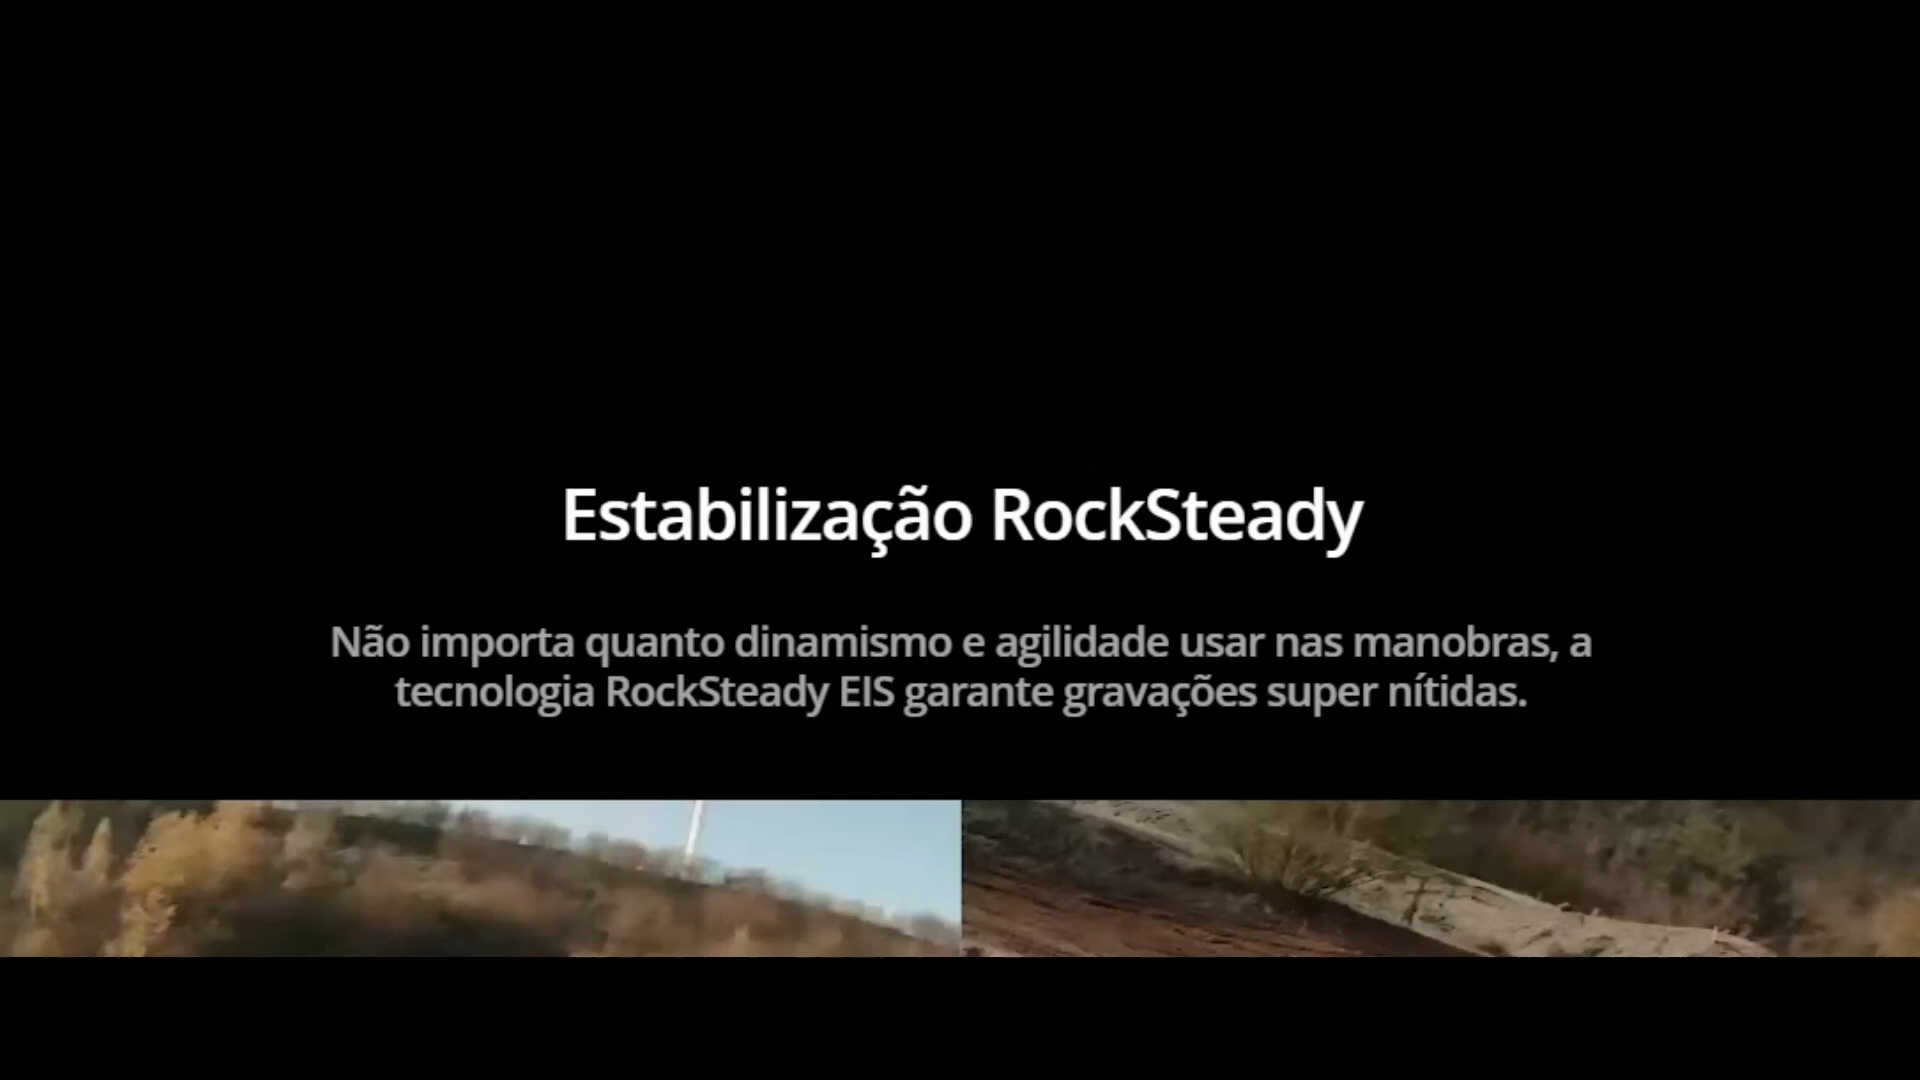 Estabilização RockSteady
Não importa quanto dinamismo e agilidade usar nas manobras, a
tecnologia RockSteady EIS garante gravações super nítidas.